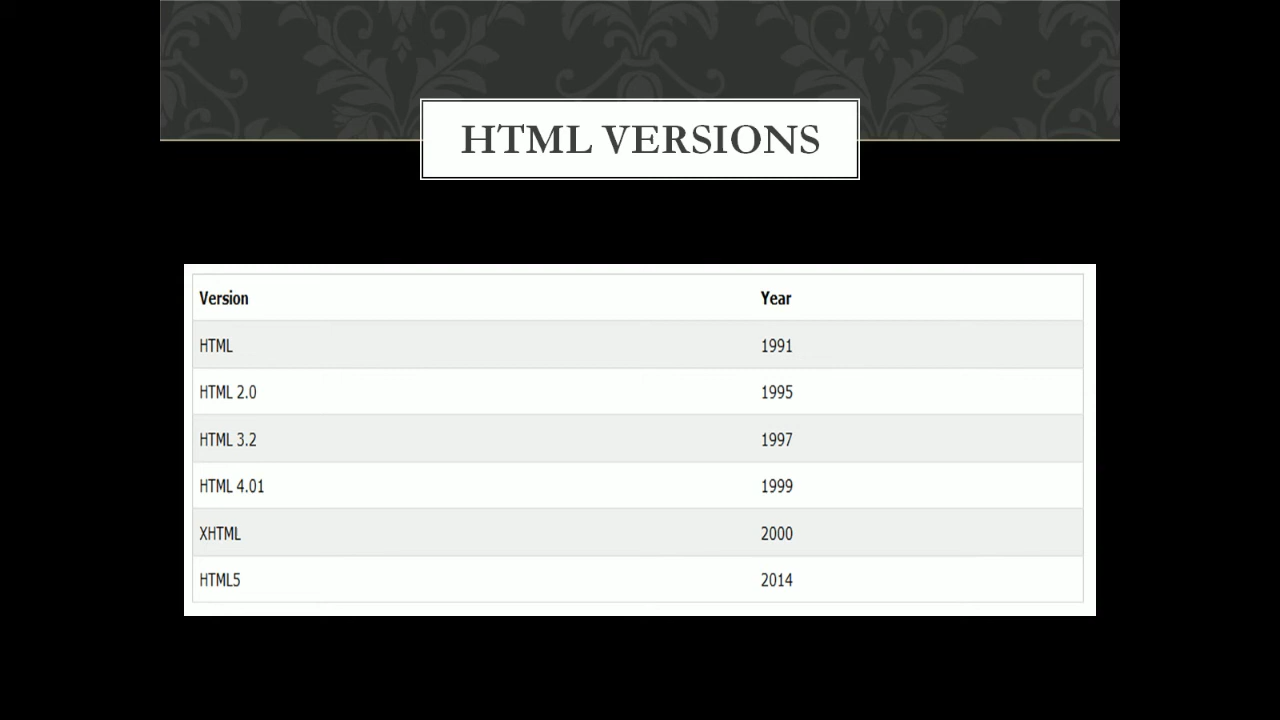 HTML VERSIONS
Version Year
HTML 1991
HTML 2.0 1995
HTML 3.2 1997
HTML 4.01 1999
XHTML 2000
HTML5 2014